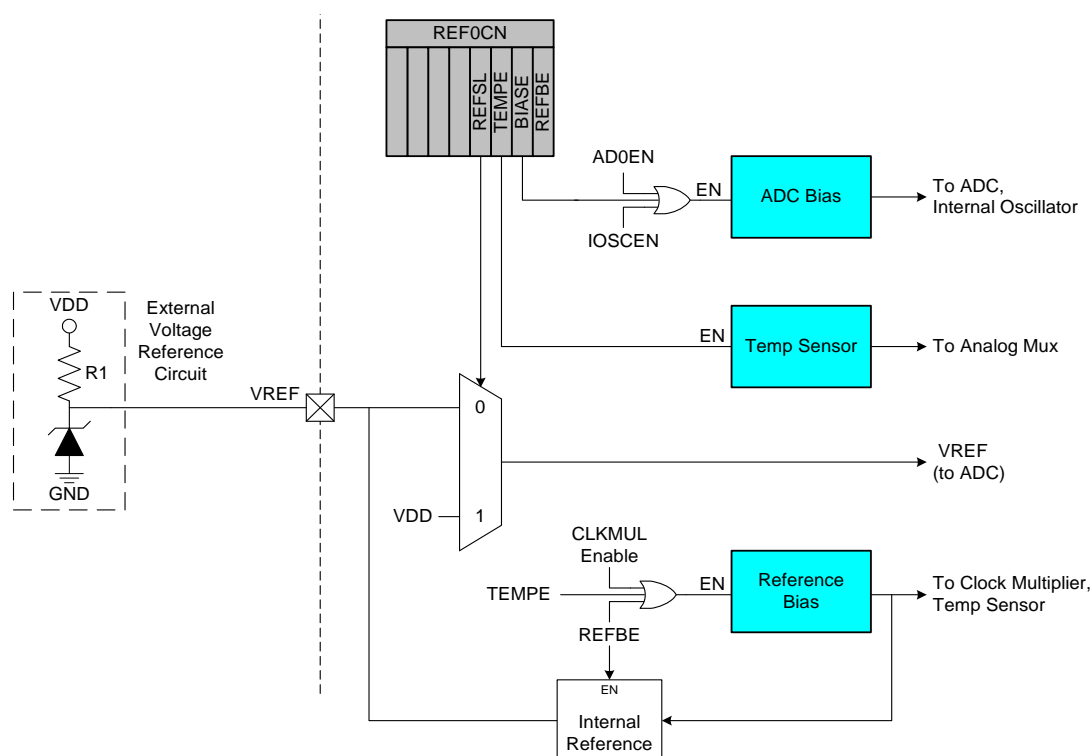 REF0CN
REFSL
TEMPE
BIASE
REFBE
AD0EN
IOSCEN
EN
ADC Bias
To ADC,
Internal Oscillator
VDD
R1
GND
External
Voltage
Reference
Circuit
EN
Temp Sensor
To Analog Mux
VREF
0
VDD
1
VREF
(to ADC)
CLKMUL
Enable
TEMPE
REFBE
EN
Reference
Bias
To Clock Multiplier,
Temp Sensor
EN
Internal
Reference